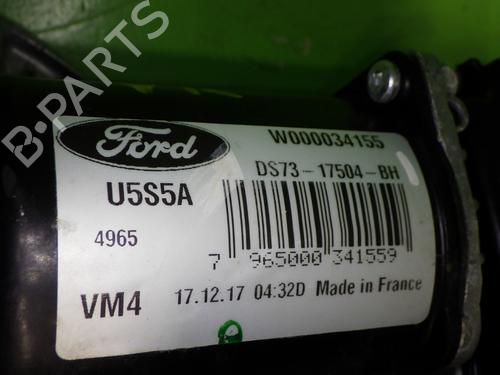 B-PARTS
Ford
W000034155
U5S5A
DS73-17504-BH
4965
7 965000 341559
VM4
17.12.17 04:32D Made in France